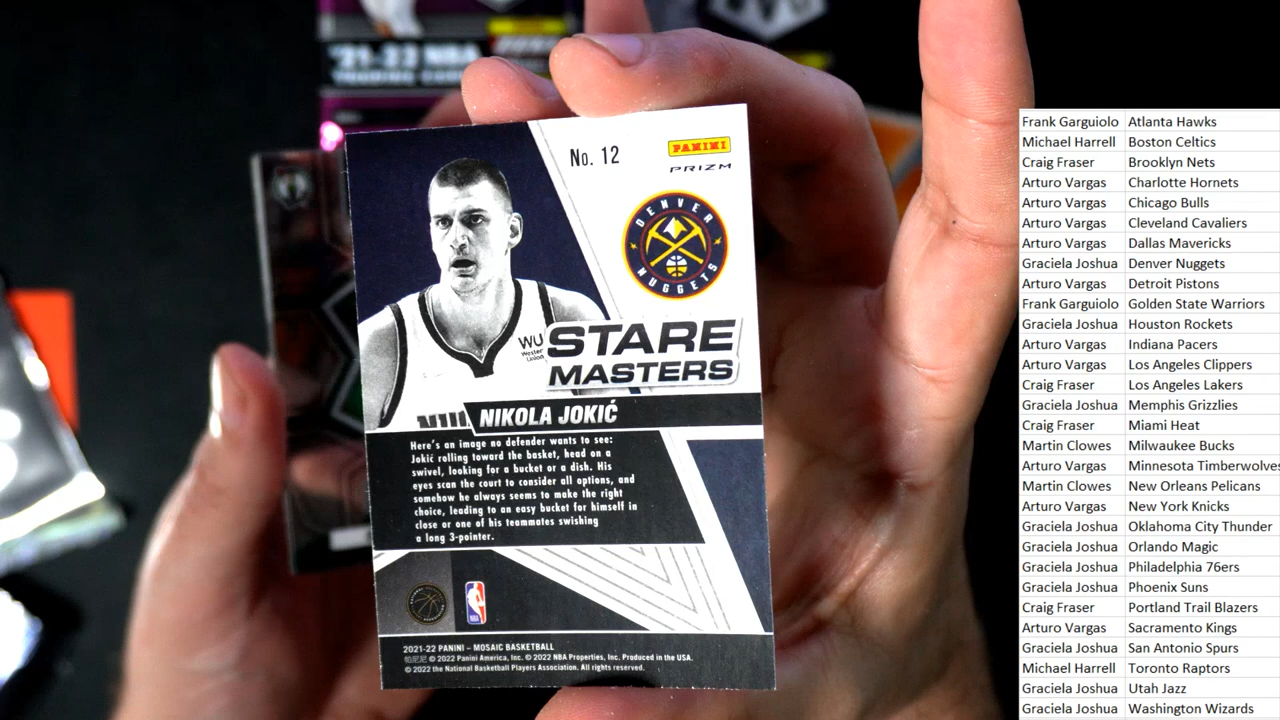 '21-22 NBA
No. 12
PANINI
PRIZM
DENVER
NUGGETS
WU
Western
Union
STARE
MASTERS
NIKOLA JOKIĆ
Here's an image no defender wants to see:
Jokić rolling toward the basket, head on a
swivel, looking for a bucket or a dish. His
eyes scan the court to consider all options, and
somehow he always seems to make the right
choice, leading to an easy bucket for himself in
close or one of his teammates swishing
a long 3-pointer.
NBA
2021-22 PANINI – MOSAIC BASKETBALL
帕尼尼 © 2022 Panini America, Inc. © 2022 NBA Properties, Inc. Produced in the USA.
© 2022 the National Basketball Players Association. All rights reserved.
Frank Garguiolo Atlanta Hawks
Michael Harrell Boston Celtics
Craig Fraser Brooklyn Nets
Arturo Vargas Charlotte Hornets
Arturo Vargas Chicago Bulls
Arturo Vargas Cleveland Cavaliers
Arturo Vargas Dallas Mavericks
Graciela Joshua Denver Nuggets
Arturo Vargas Detroit Pistons
Frank Garguiolo Golden State Warriors
Graciela Joshua Houston Rockets
Arturo Vargas Indiana Pacers
Arturo Vargas Los Angeles Clippers
Craig Fraser Los Angeles Lakers
Graciela Joshua Memphis Grizzlies
Craig Fraser Miami Heat
Martin Clowes Milwaukee Bucks
Arturo Vargas Minnesota Timberwolves
Martin Clowes New Orleans Pelicans
Arturo Vargas New York Knicks
Graciela Joshua Oklahoma City Thunder
Graciela Joshua Orlando Magic
Graciela Joshua Philadelphia 76ers
Graciela Joshua Phoenix Suns
Craig Fraser Portland Trail Blazers
Arturo Vargas Sacramento Kings
Graciela Joshua San Antonio Spurs
Michael Harrell Toronto Raptors
Graciela Joshua Utah Jazz
Graciela Joshua Washington Wizards